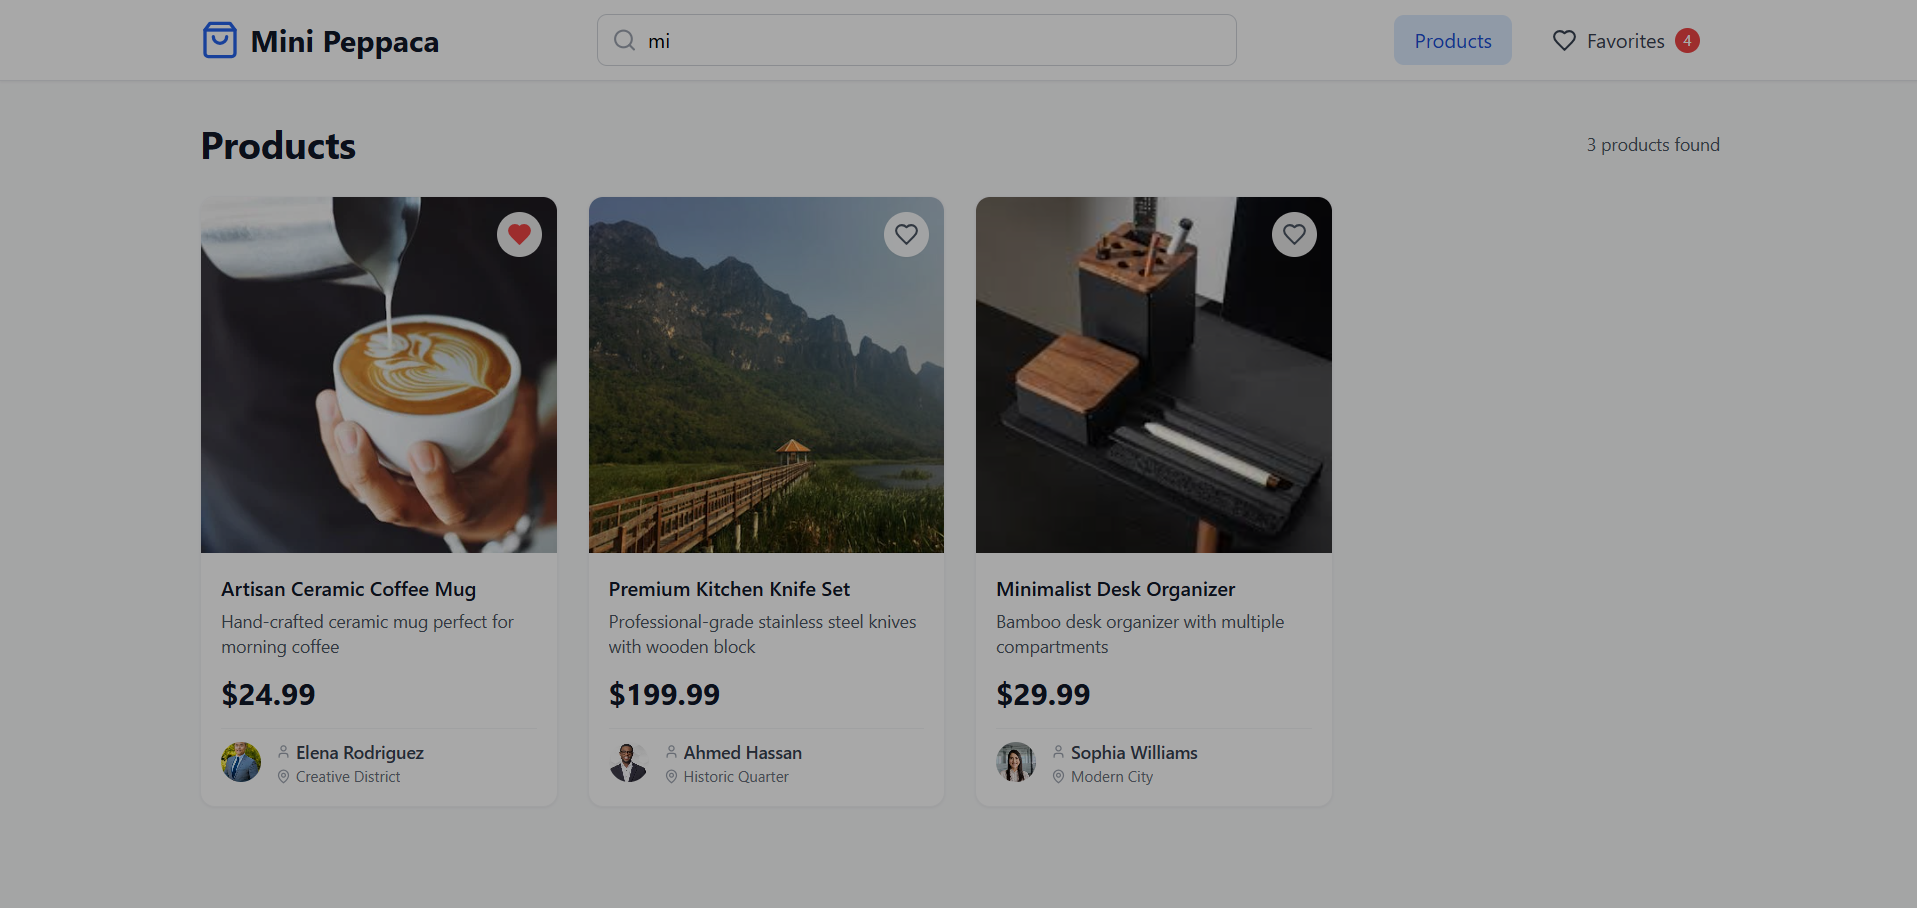 Mini Peppaca
mi
Products
Favorites
4
Products
3 products found
Artisan Ceramic Coffee Mug
Hand-crafted ceramic mug perfect for
morning coffee
$24.99
Elena Rodriguez
Creative District
Premium Kitchen Knife Set
Professional-grade stainless steel knives
with wooden block
$199.99
Ahmed Hassan
Historic Quarter
Minimalist Desk Organizer
Bamboo desk organizer with multiple
compartments
$29.99
Sophia Williams
Modern City